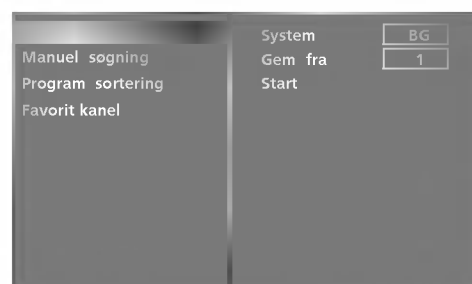 System BG
Manuel søgning
Gem fra 1
Program sortering
Start
Favorit kanel